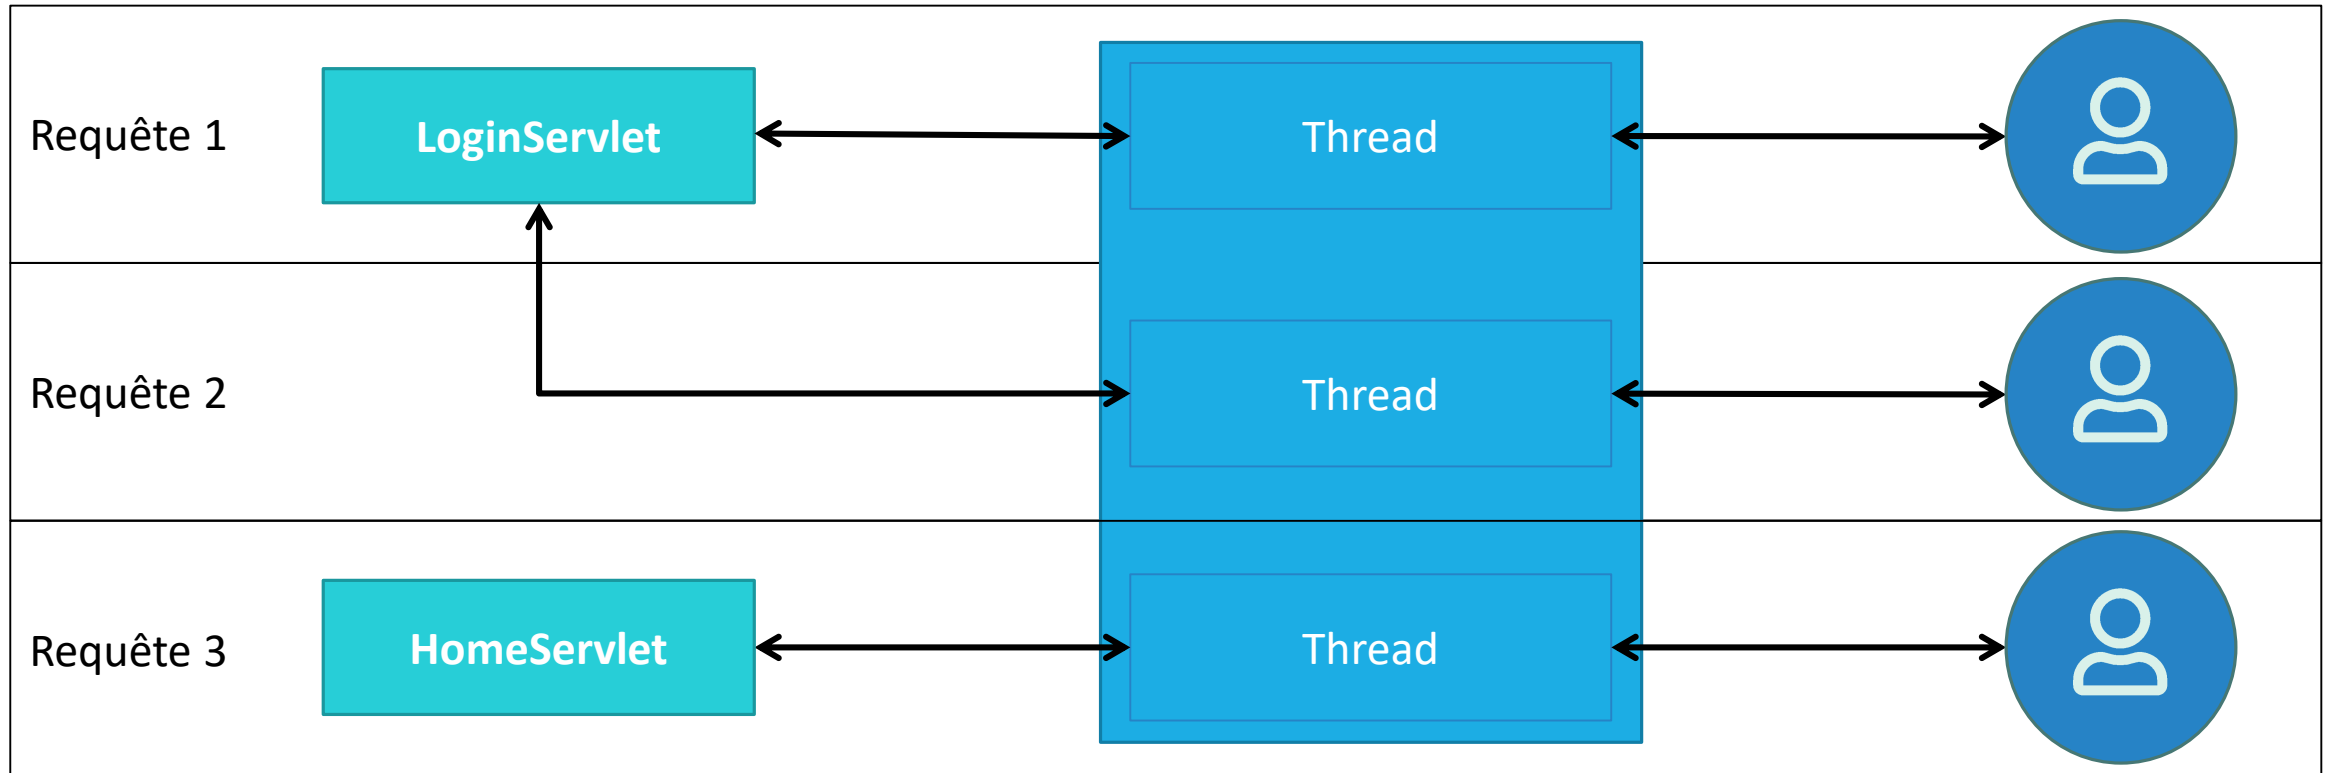 Requête 1
LoginServlet
Thread
Requête 2
Thread
Requête 3
HomeServlet
Thread